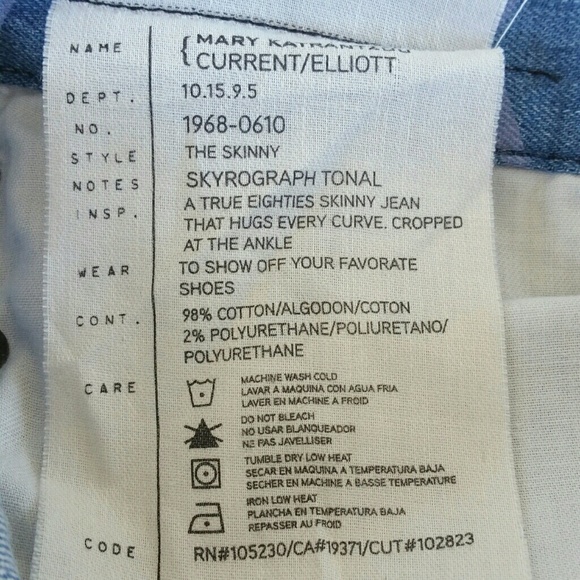 NAME { MARY KATRANTZOU
CURRENT/ELLIOTT
DEPT. 10.15.9.5
NO. 1968-0610
STYLE THE SKINNY
NOTES SKYROGRAPH TONAL
INSP. A TRUE EIGHTIES SKINNY JEAN
THAT HUGS EVERY CURVE. CROPPED
AT THE ANKLE
WEAR TO SHOW OFF YOUR FAVORATE
SHOES
CONT. 98% COTTON/ALGODON/COTON
2% POLYURETHANE/POLIURETANO/
POLYURETHANE
CARE MACHINE WASH COLD
LAVAR A MAQUINA CON AGUA FRIA
LAVER EN MACHINE A FROID
DO NOT BLEACH
NO USAR BLANQUEADOR
NE PAS JAVELLISER
TUMBLE DRY LOW HEAT
SECAR EN MAQUINA A TEMPERATURA BAJA
SECHER EN MACHINE A BASSE TEMPERATURE
IRON LOW HEAT
PLANCHA EN TEMPERATURA BAJA
REPASSER AU FROID
CODE RN#105230/CA#19371/CUT#102823